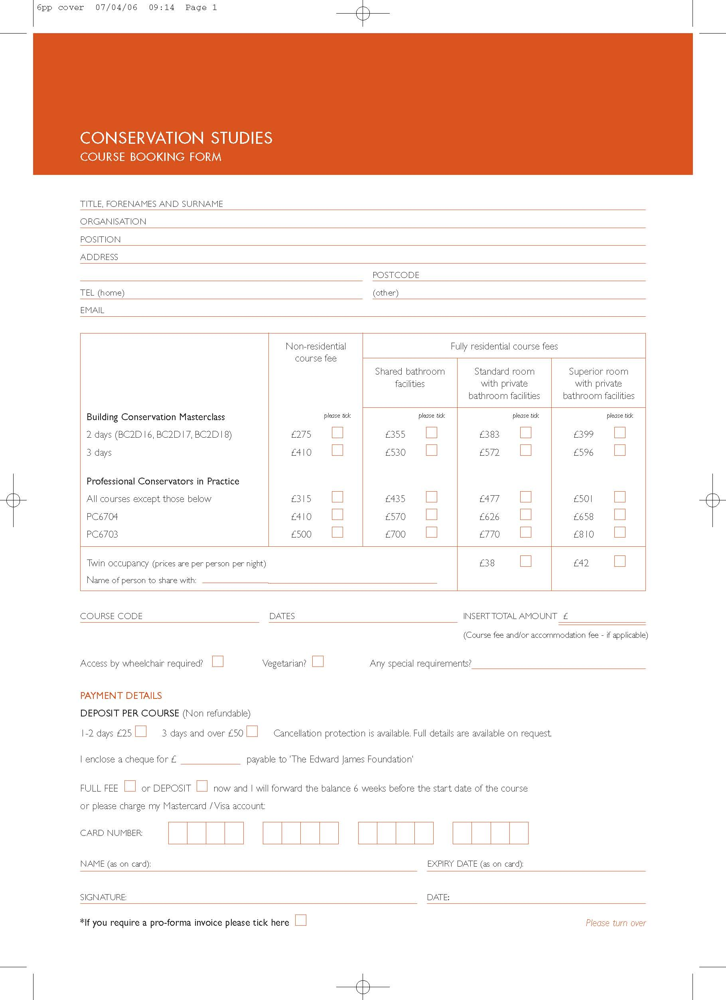 6pp cover 07/04/06 09:14 Page 1
CONSERVATION STUDIES
COURSE BOOKING FORM
TITLE, FORENAMES AND SURNAME
ORGANISATION
POSITION
ADDRESS
POSTCODE
TEL (home) (other)
EMAIL
Non-residential course fee
Fully residential course fees
Shared bathroom facilities
Standard room with private bathroom facilities
Superior room with private bathroom facilities
Building Conservation Masterclass please tick please tick please tick please tick
2 days (BC2D16, BC2D17, BC2D18) £275 £355 £383 £399
3 days £410 £530 £572 £596
Professional Conservators in Practice
All courses except those below £315 £435 £477 £501
PC6704 £410 £570 £626 £658
PC6703 £500 £700 £770 £810
Twin occupancy (prices are per person per night) £38 £42
Name of person to share with:
COURSE CODE DATES INSERT TOTAL AMOUNT £
(Course fee and/or accommodation fee - if applicable)
Access by wheelchair required? Vegetarian? Any special requirements?
PAYMENT DETAILS
DEPOSIT PER COURSE (Non refundable)
1-2 days £25 3 days and over £50 Cancellation protection is available. Full details are available on request.
I enclose a cheque for £ payable to 'The Edward James Foundation'
FULL FEE or DEPOSIT now and I will forward the balance 6 weeks before the start date of the course
or please charge my Mastercard / Visa account:
CARD NUMBER:
NAME (as on card): EXPIRY DATE (as on card):
SIGNATURE: DATE:
*If you require a pro-forma invoice please tick here Please turn over